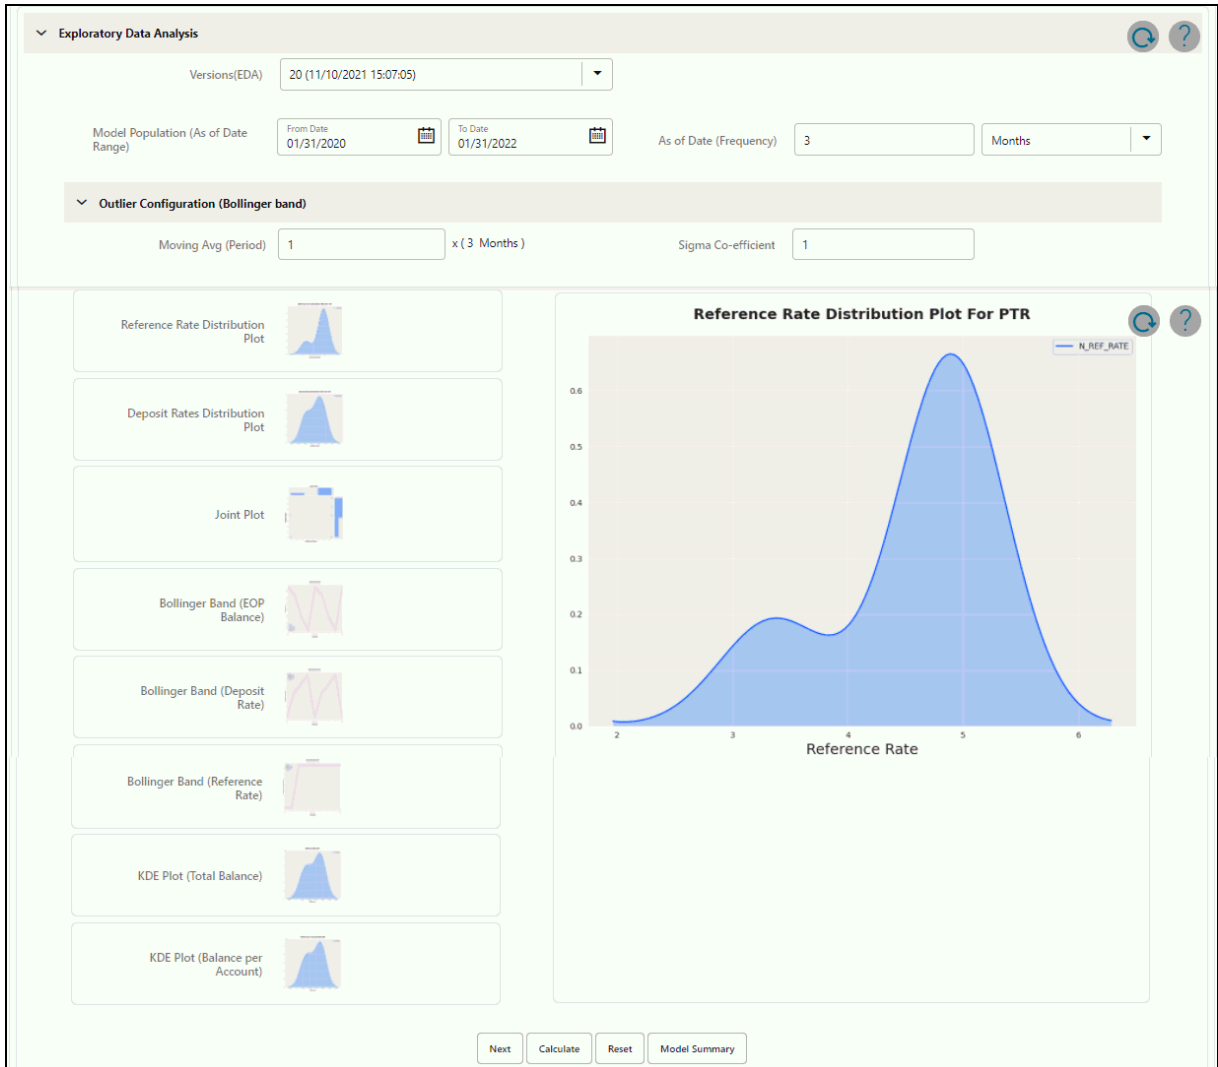 Exploratory Data Analysis
?
Versions(EDA)
20 (11/10/2021 15:07:05)
Model Population (As of Date
Range)
From Date
01/31/2020
To Date
01/31/2022
As of Date (Frequency)
3
Months
Outlier Configuration (Bollinger band)
Moving Avg (Period)
1
x ( 3 Months )
Sigma Co-efficient
1
Reference Rate Distribution
Plot
Deposit Rates Distribution
Plot
Joint Plot
Bollinger Band (EOP
Balance)
Bollinger Band (Deposit
Rate)
Bollinger Band (Reference
Rate)
KDE Plot (Total Balance)
KDE Plot (Balance per
Account)
Reference Rate Distribution Plot For PTR
?
N_REF_RATE
0.6
0.5
0.4
0.3
0.2
0.1
0.0
2 3 4 5 6
Reference Rate
Next Calculate Reset Model Summary